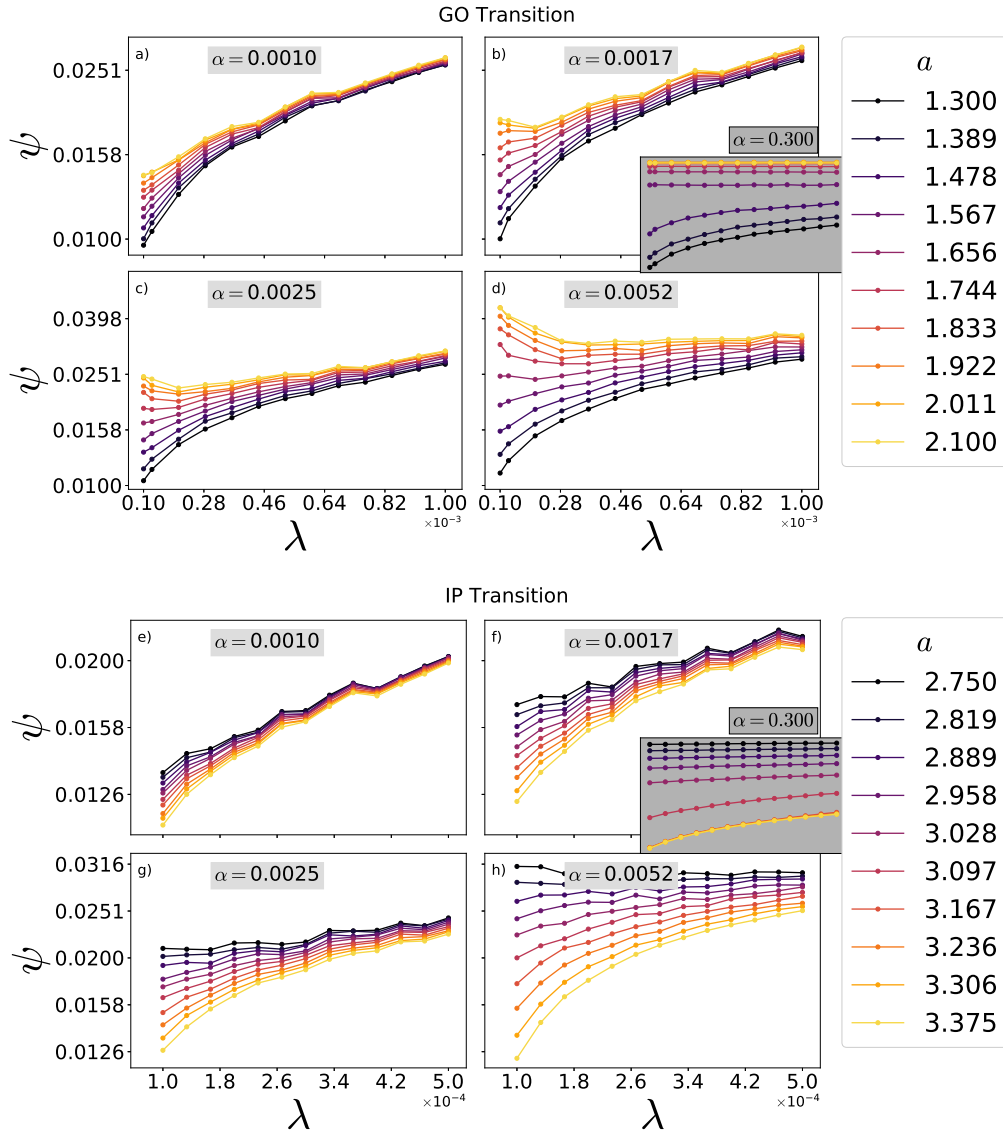 GO Transition
a)
α = 0.0010
b)
α = 0.0017
ψ
0.0251
0.0158
0.0100
α = 0.300
c)
α = 0.0025
d)
α = 0.0052
ψ
0.0398
0.0251
0.0158
0.0100
0.10 0.28 0.46 0.64 0.82 1.00
×10⁻³
λ
0.10 0.28 0.46 0.64 0.82 1.00
×10⁻³
λ
a
1.300
1.389
1.478
1.567
1.656
1.744
1.833
1.922
2.011
2.100
IP Transition
e)
α = 0.0010
f)
α = 0.0017
ψ
0.0200
0.0158
0.0126
α = 0.300
g)
α = 0.0025
h)
α = 0.0052
ψ
0.0316
0.0251
0.0200
0.0158
0.0126
1.0 1.8 2.6 3.4 4.2 5.0
×10⁻⁴
λ
1.0 1.8 2.6 3.4 4.2 5.0
×10⁻⁴
λ
a
2.750
2.819
2.889
2.958
3.028
3.097
3.167
3.236
3.306
3.375